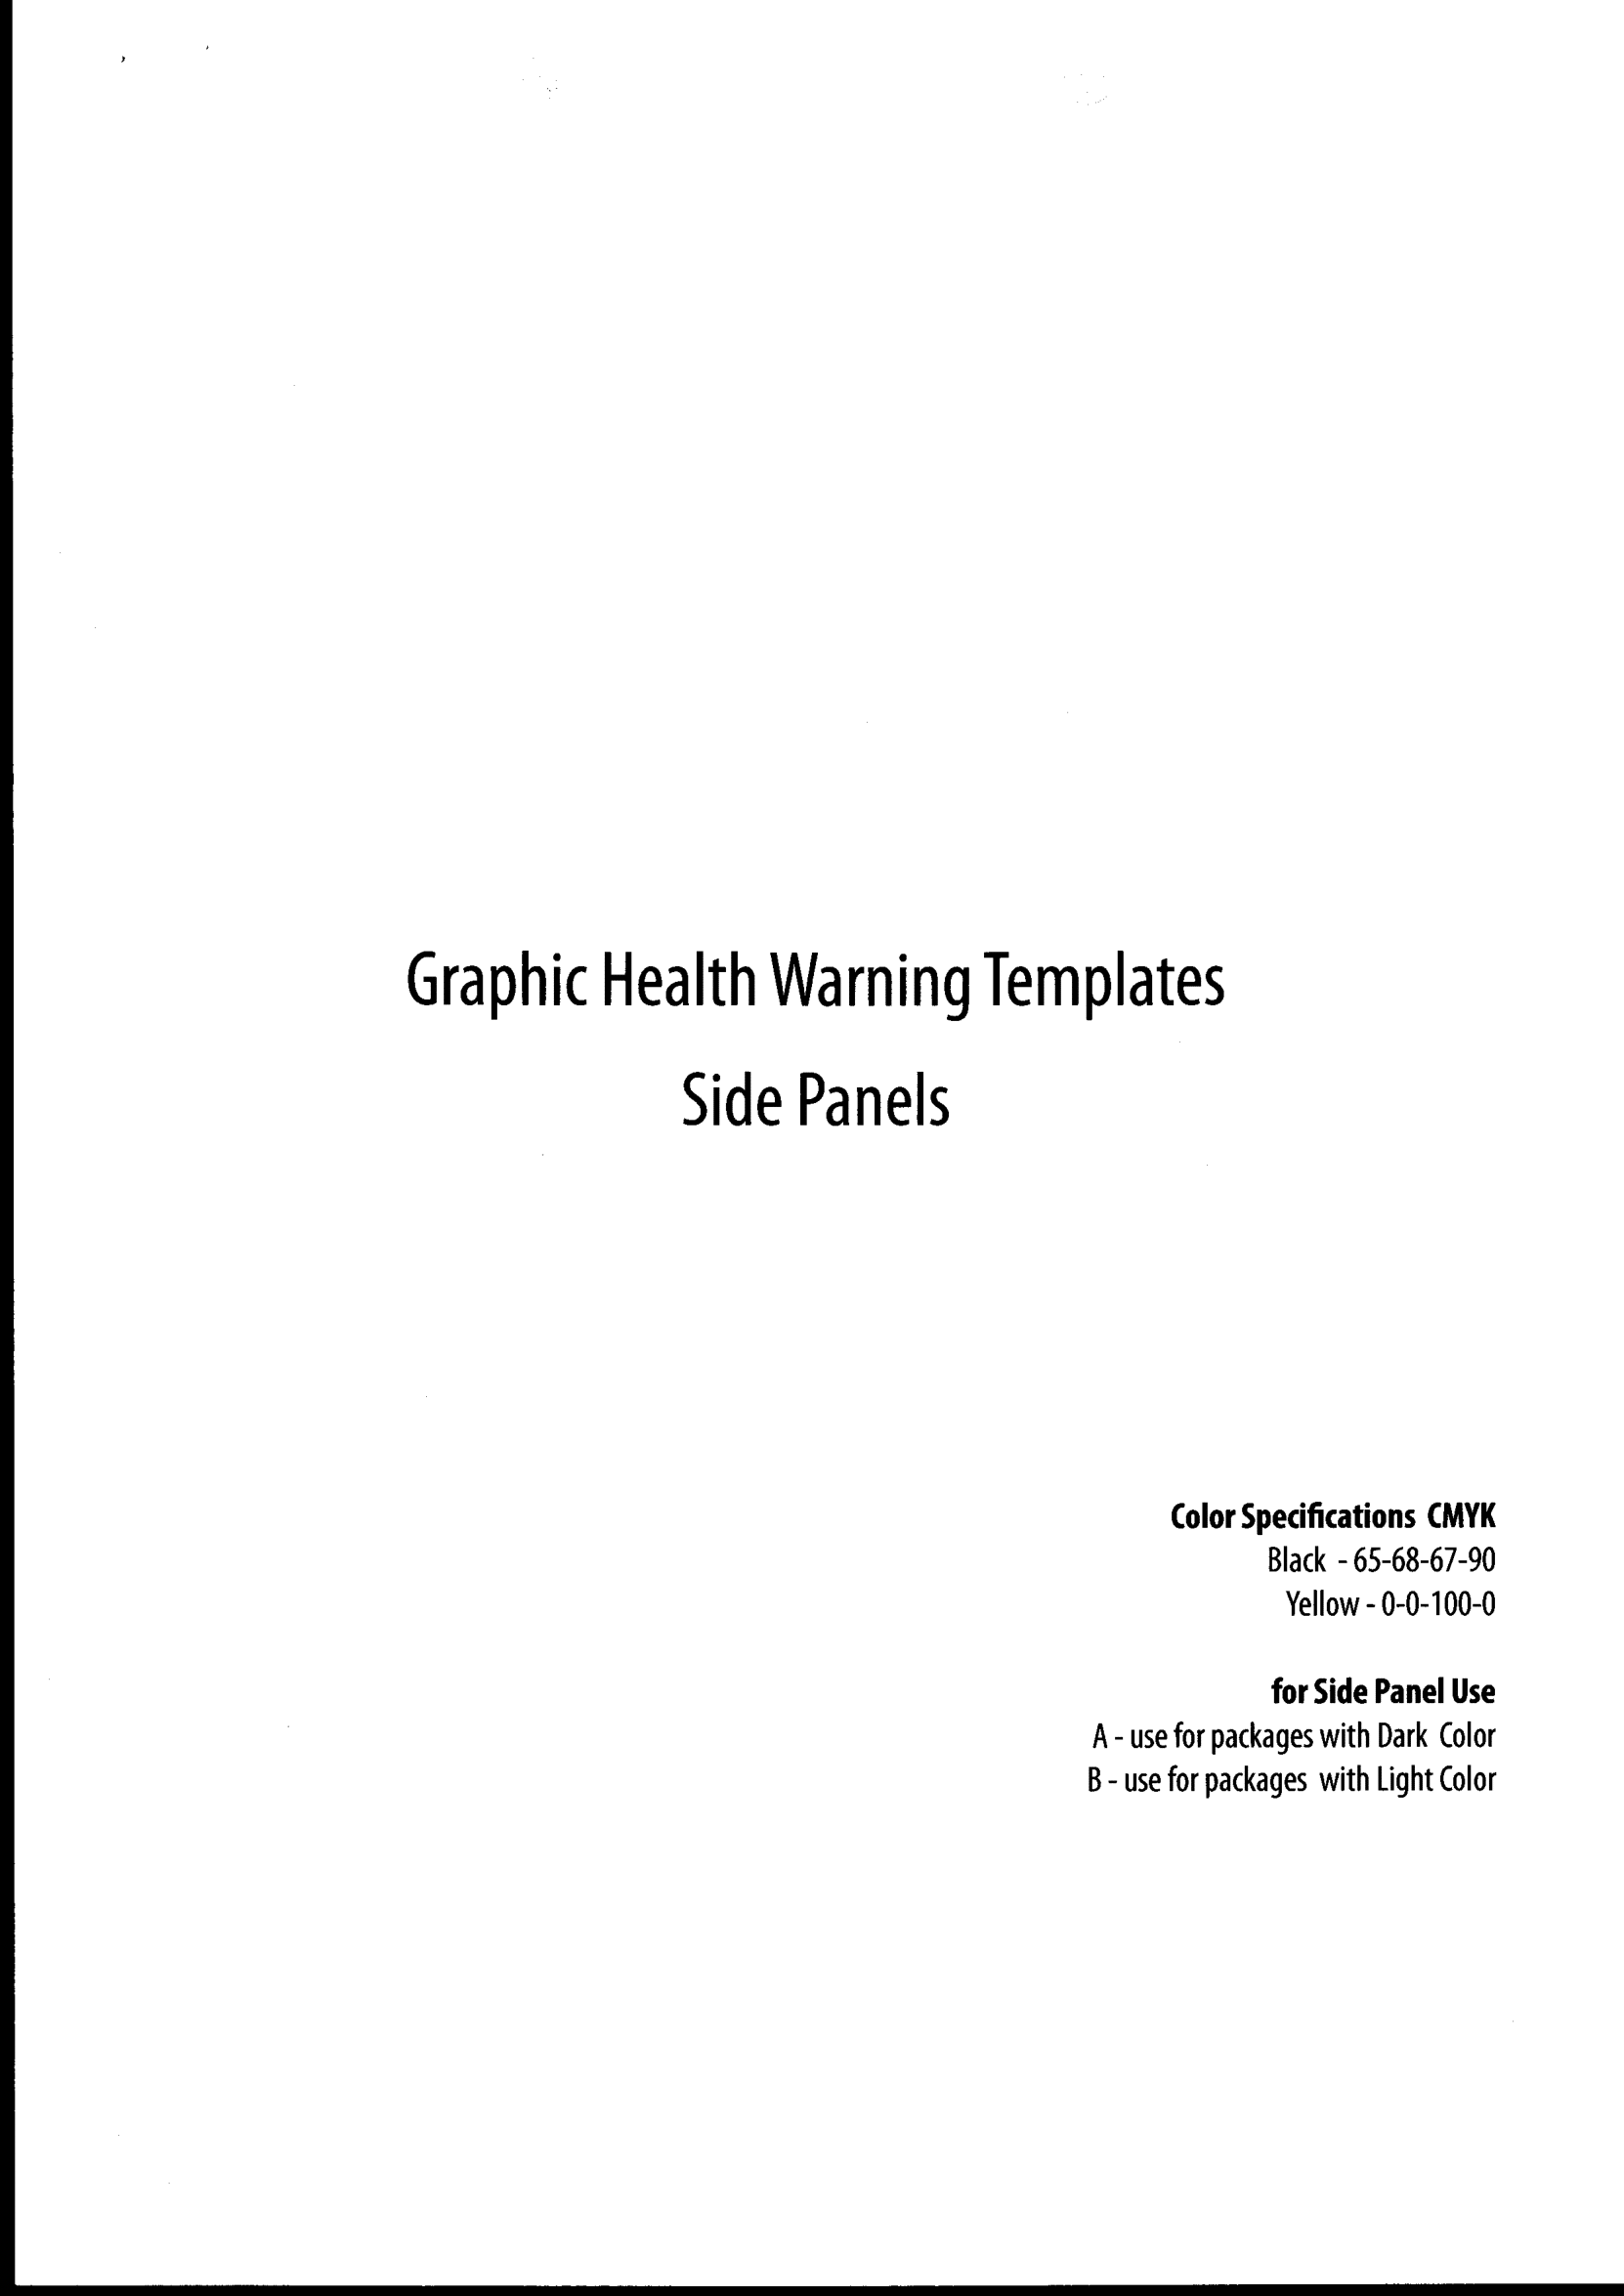 Graphic Health Warning Templates
Side Panels
Color Specifications CMYK
Black - 65-68-67-90
Yellow - 0-0-100-0
for Side Panel Use
A - use for packages with Dark Color
B - use for packages with Light Color